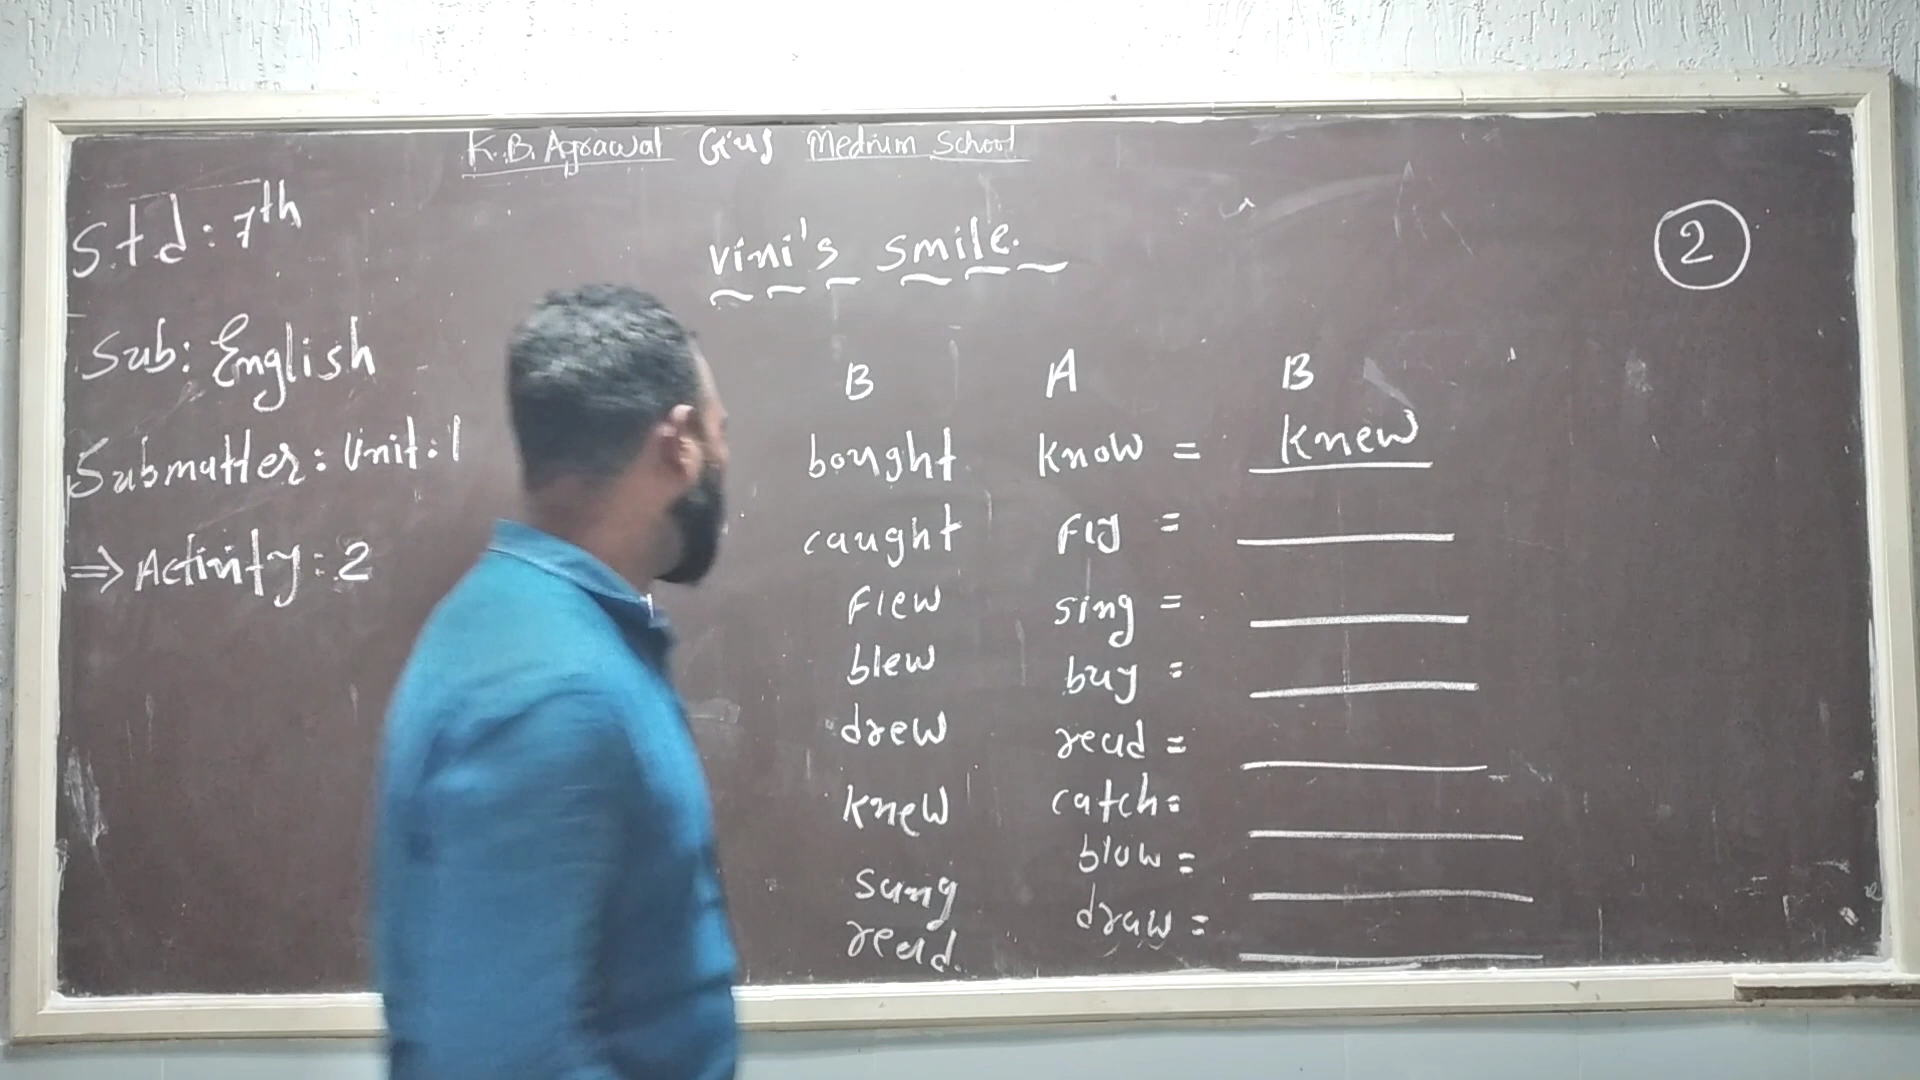 K.B. Agrawal Guj Medium School
Std: 7th
Vini's smile.
2
Sub: English
Submatter: Unit: 1
⇒ Activity: 2
B A B
bought know = knew
caught fly =
flew sing =
blew buy =
drew read =
knew catch =
blow =
sang draw =
read.